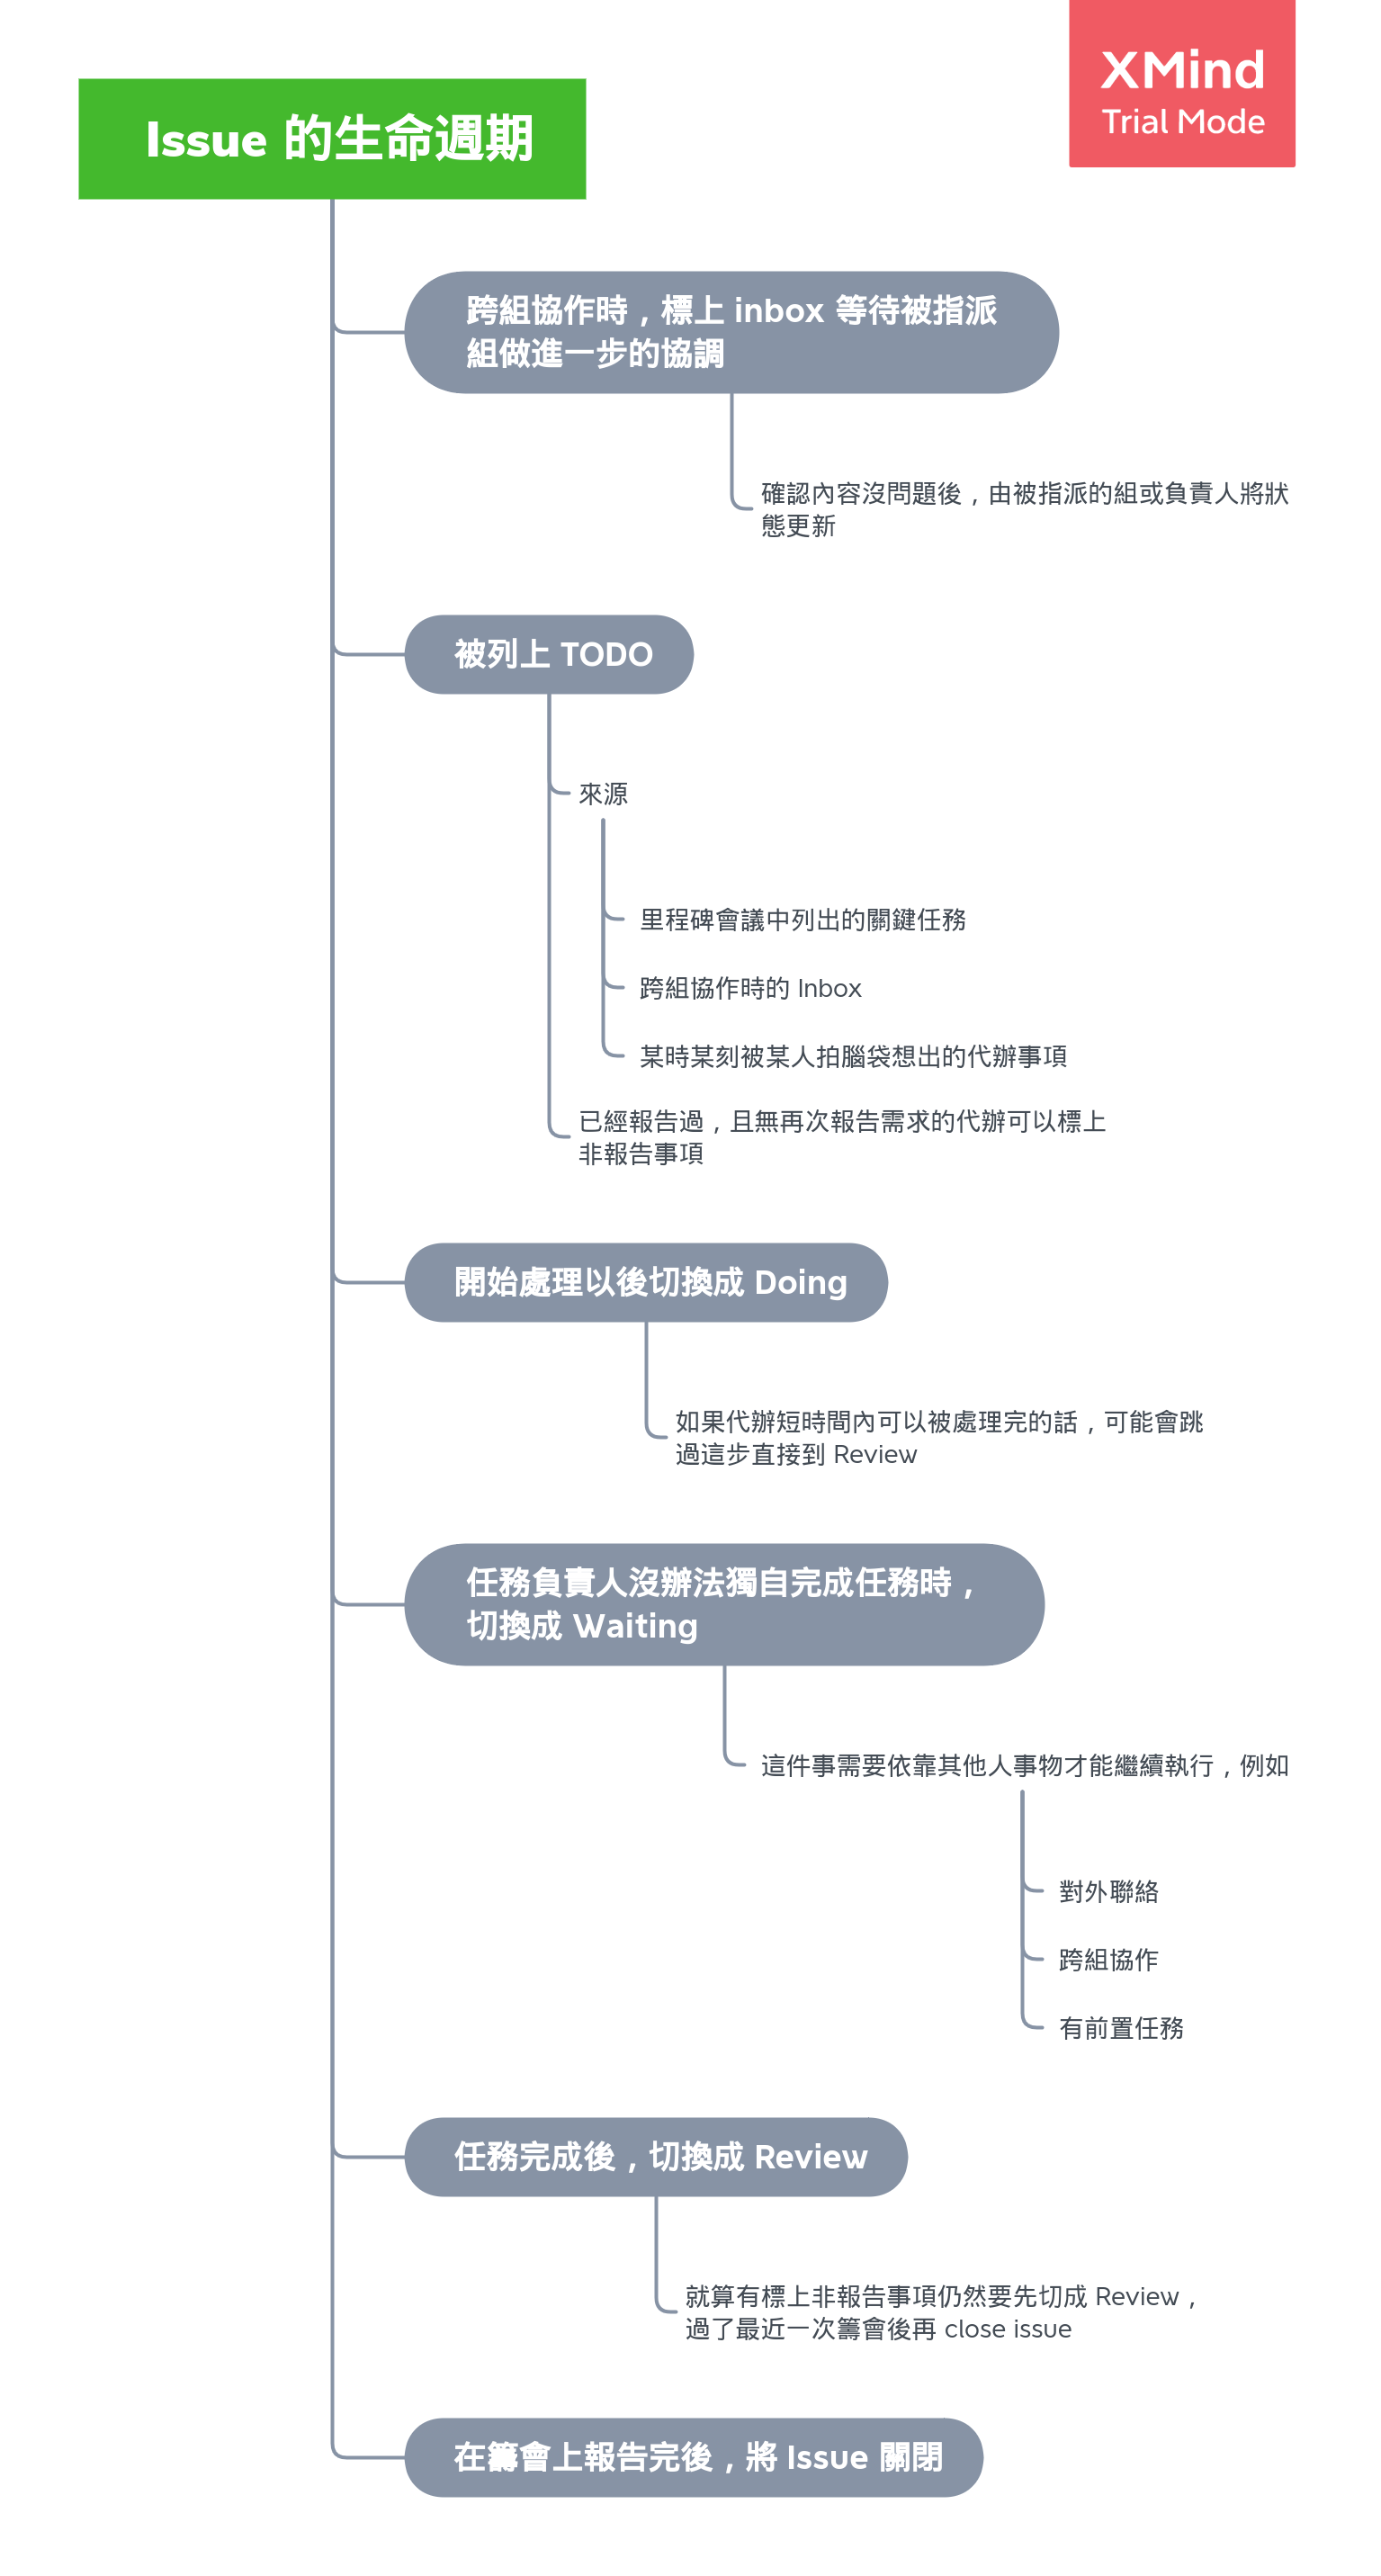 XMind
Trial Mode
Issue 的生命週期
跨組協作時，標上 inbox 等待被指派
組做進一步的協調
確認內容沒問題後，由被指派的組或負責人將狀
態更新
被列上 TODO
來源
里程碑會議中列出的關鍵任務
跨組協作時的 Inbox
某時某刻被某人拍腦袋想出的代辦事項
已經報告過，且無再次報告需求的代辦可以標上
非報告事項
開始處理以後切換成 Doing
如果代辦短時間內可以被處理完的話，可能會跳
過這步直接到 Review
任務負責人沒辦法獨自完成任務時，
切換成 Waiting
這件事需要依靠其他人事物才能繼續執行，例如
對外聯絡
跨組協作
有前置任務
任務完成後，切換成 Review
就算有標上非報告事項仍然要先切成 Review，
過了最近一次籌會後再 close issue
在籌會上報告完後，將 Issue 關閉